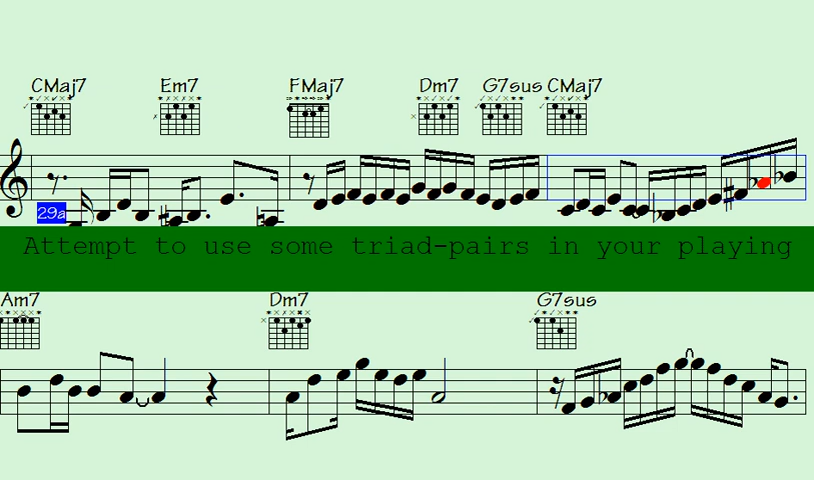 CMaj7 Em7 FMaj7 Dm7 G7sus CMaj7
29a
Attempt to use some triad-pairs in your playing
Am7 Dm7 G7sus